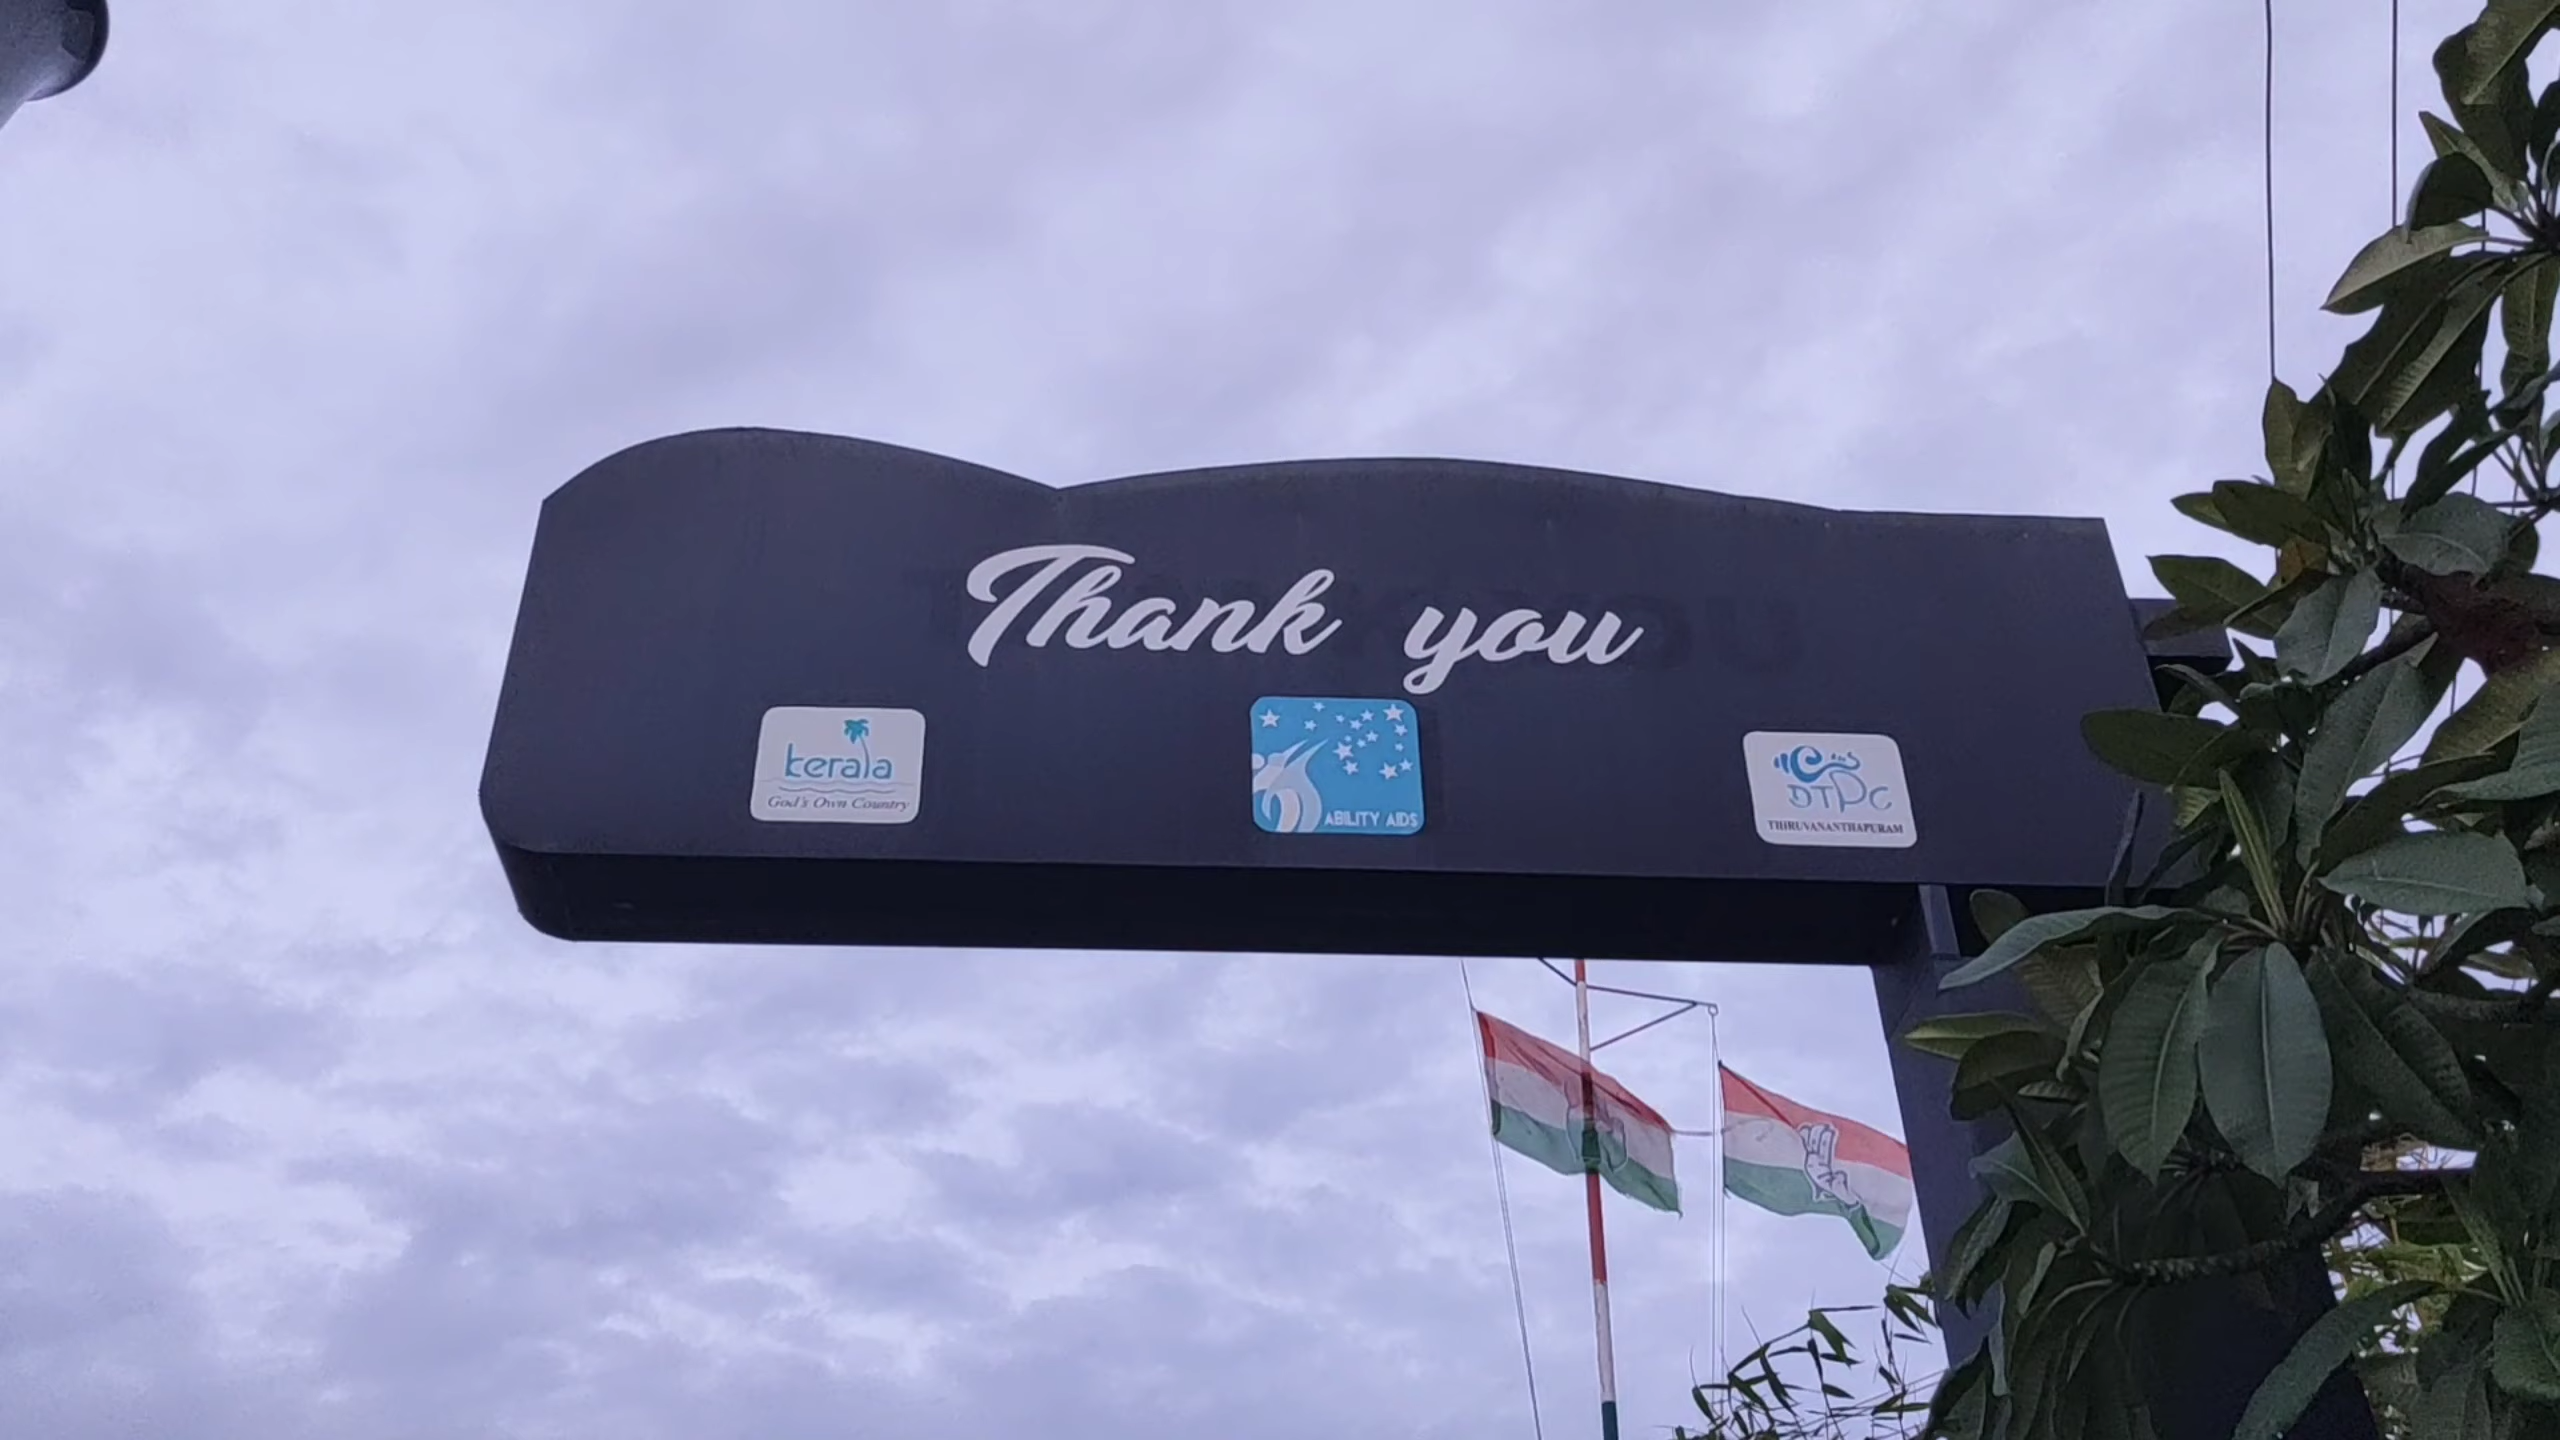 Thank you
kerala
God's Own Country
ABILITY AIDS
DTPC
THIRUVANANTHAPURAM